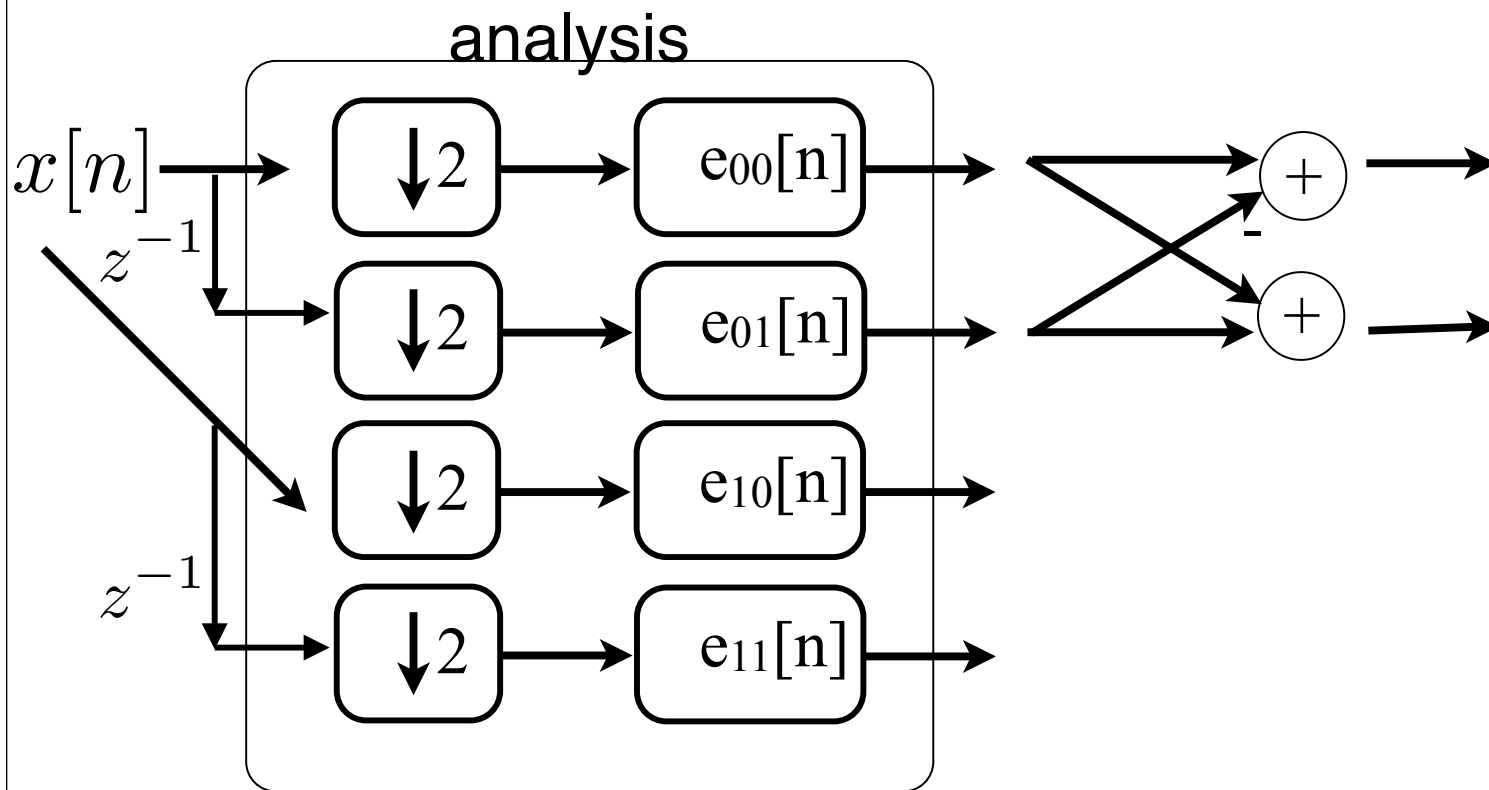 analysis
x[n]
z⁻¹
↓2
e₀₀[n]
+
-
↓2
e₀₁[n]
+
↓2
e₁₀[n]
z⁻¹
↓2
e₁₁[n]